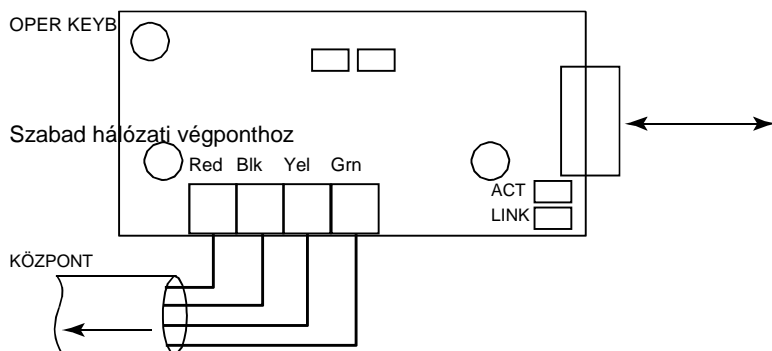 OPER KEYB
Szabad hálózati végponthoz
Red Blk Yel Grn
ACT
LINK
KÖZPONT